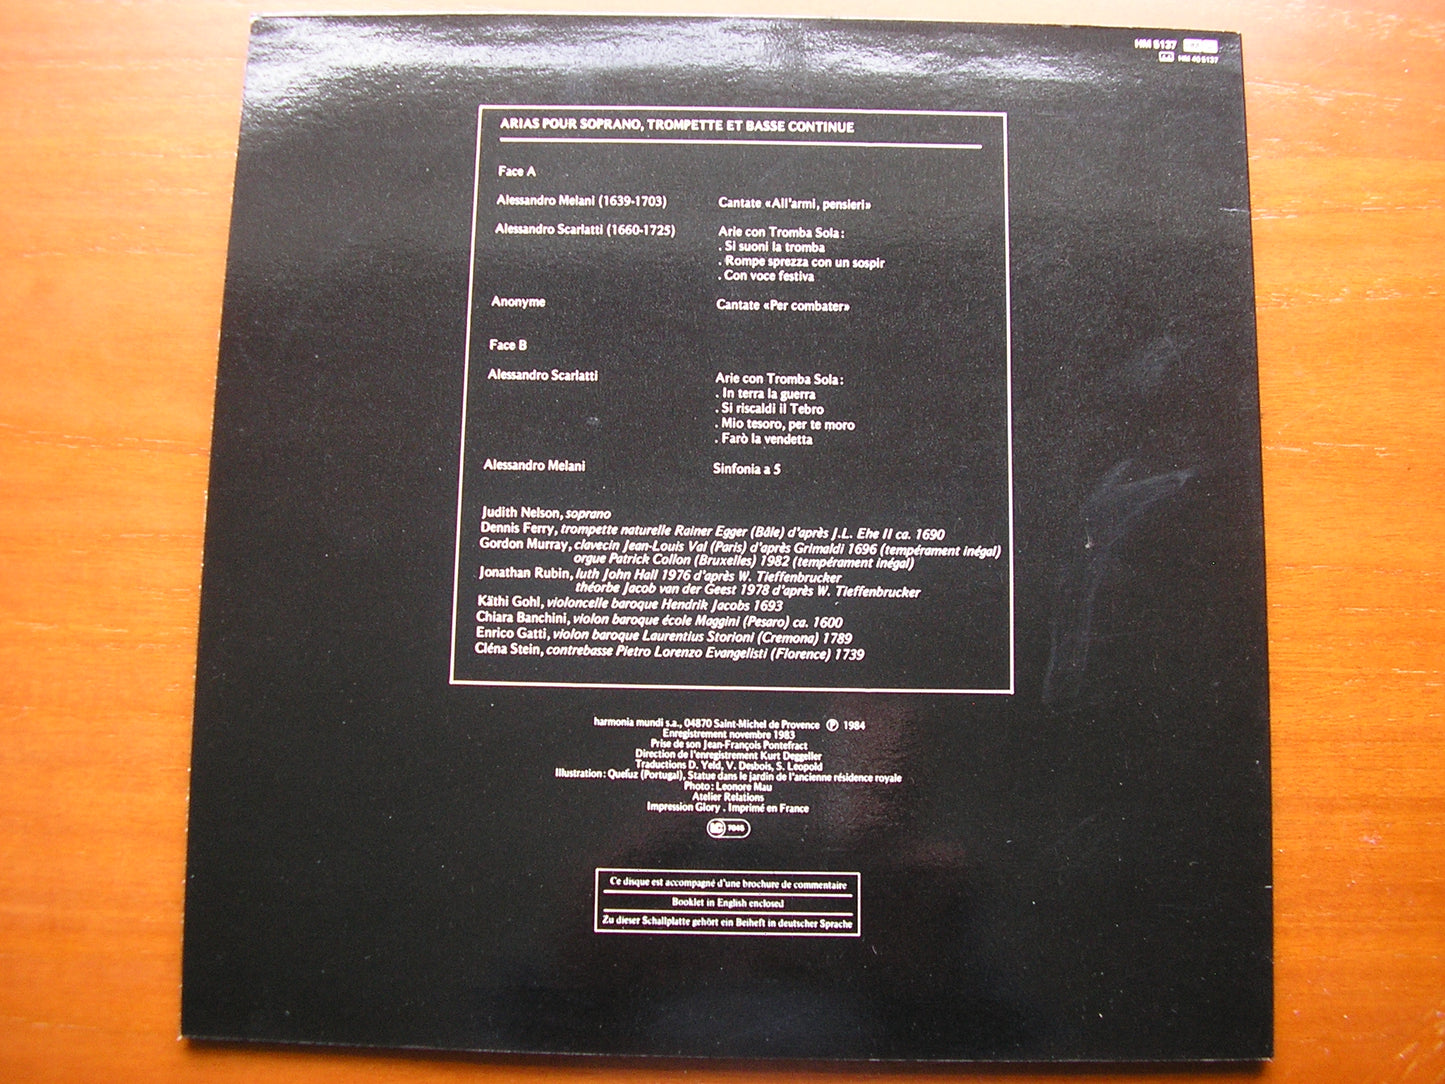 HM 5137
HM 40 5137
ARIAS POUR SOPRANO, TROMPETTE ET BASSE CONTINUE
Face A
Alessandro Melani (1639-1703) Cantate «All'armi, pensieri»
Alessandro Scarlatti (1660-1725) Arie con Tromba Sola :
. Si suoni la tromba
. Rompe sprezza con un sospir
. Con voce festiva
Anonyme Cantate «Per combater»
Face B
Alessandro Scarlatti Arie con Tromba Sola :
. In terra la guerra
. Si riscaldi il Tebro
. Mio tesoro, per te moro
. Farò la vendetta
Alessandro Melani Sinfonia a 5
Judith Nelson, soprano
Dennis Ferry, trompette naturelle Rainer Egger (Bâle) d'après J.L. Ehe II ca. 1690
Gordon Murray, clavecin Jean-Louis Val (Paris) d'après Grimaldi 1696 (tempérament inégal)
orgue Patrick Collon (Bruxelles) 1982 (tempérament inégal)
Jonathan Rubin, luth John Hall 1976 d'après W. Tieffenbrucker
théorbe Jacob van der Geest 1978 d'après W. Tieffenbrucker
Käthi Gohl, violoncelle baroque Hendrik Jacobs 1693
Chiara Banchini, violon baroque école Maggini (Pesaro) ca. 1600
Enrico Gatti, violon baroque Laurentius Storioni (Cremona) 1789
Cléna Stein, contrebasse Pietro Lorenzo Evangelisti (Florence) 1739
harmonia mundi s.a., 04870 Saint-Michel de Provence Ⓟ 1984
Enregistrement novembre 1983
Prise de son Jean-François Pontefract
Direction de l'enregistrement Kurt Deggeller
Traductions D. Yeld, V. Desbois, S. Leopold
Illustration : Queluz (Portugal), Statue dans le jardin de l'ancienne résidence royale
Photo : Leonore Mau
Atelier Relations
Impression Glory . Imprimé en France
Ce disque est accompagné d'une brochure de commentaire
Booklet in English enclosed
Zu dieser Schallplatte gehört ein Beiheft in deutscher Sprache